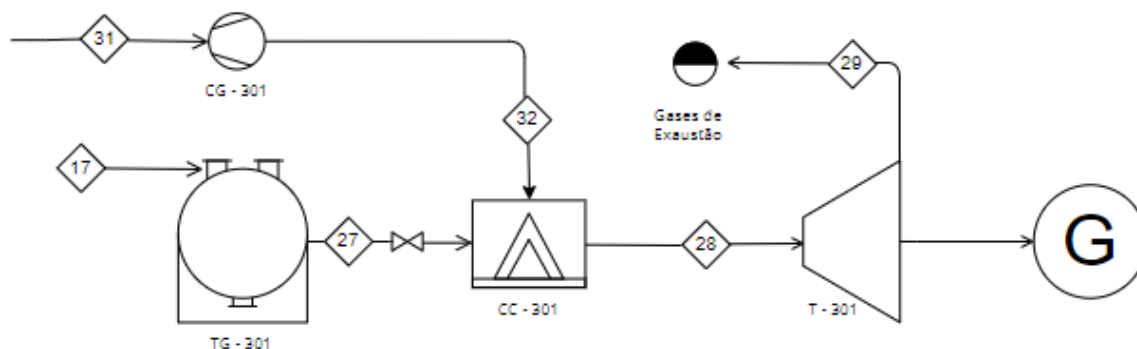 31
CG - 301
29
Gases de
Exaustão
32
17
27
28
G
CC - 301
T - 301
TG - 301